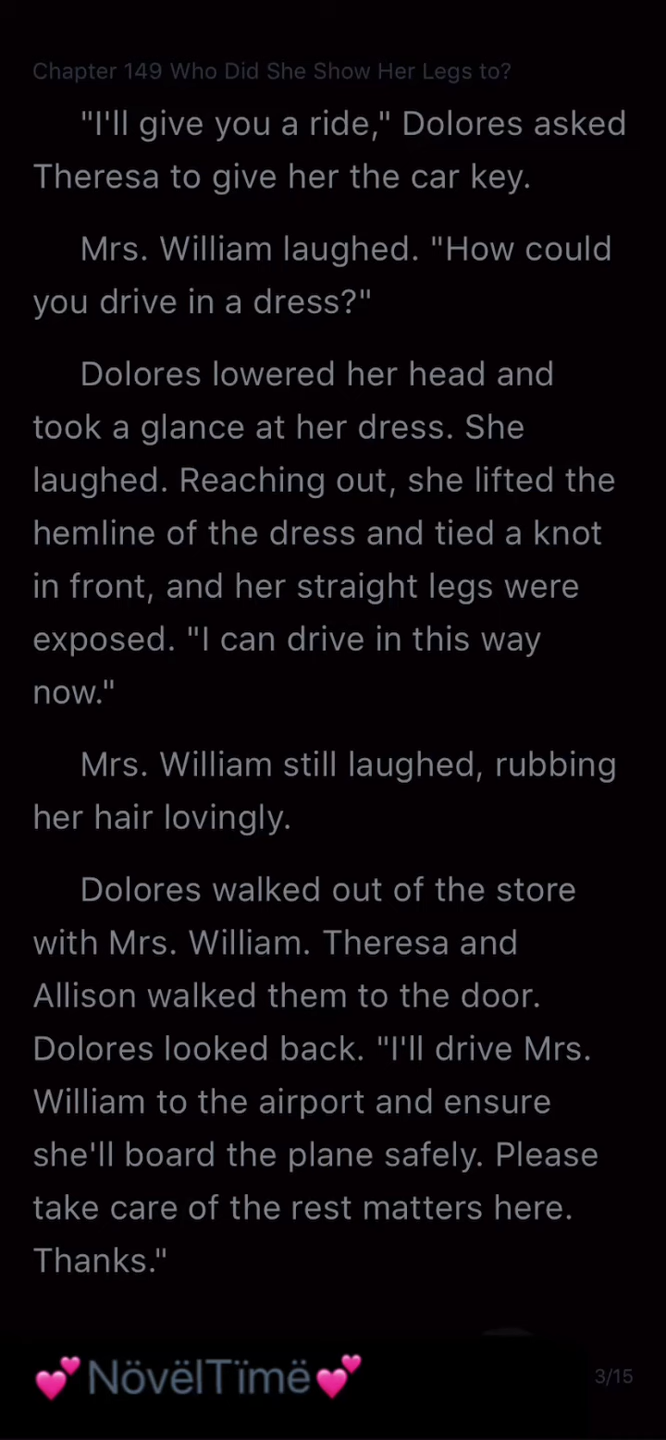 Chapter 149 Who Did She Show Her Legs to?
"I'll give you a ride," Dolores asked
Theresa to give her the car key.
Mrs. William laughed. "How could
you drive in a dress?"
Dolores lowered her head and
took a glance at her dress. She
laughed. Reaching out, she lifted the
hemline of the dress and tied a knot
in front, and her straight legs were
exposed. "I can drive in this way
now."
Mrs. William still laughed, rubbing
her hair lovingly.
Dolores walked out of the store
with Mrs. William. Theresa and
Allison walked them to the door.
Dolores looked back. "I'll drive Mrs.
William to the airport and ensure
she'll board the plane safely. Please
take care of the rest matters here.
Thanks."
💕NövëlTïmë💕
3/15